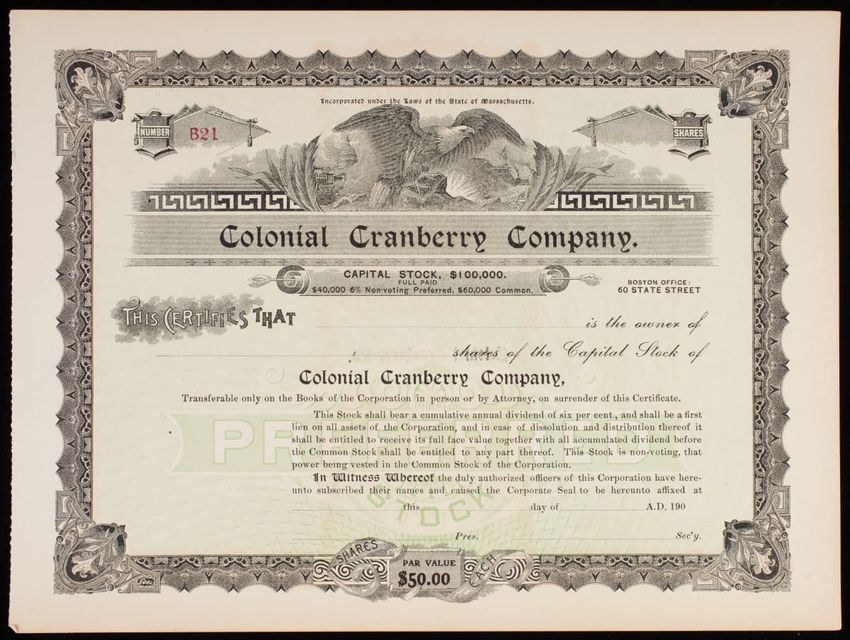 Incorporated under the Laws of the State of Massachusetts.
NUMBER B21 SHARES
Colonial Cranberry Company.
CAPITAL STOCK, $100,000.
FULL PAID
$40,000 6% Non-voting Preferred, $60,000 Common.
BOSTON OFFICE:
60 STATE STREET
THIS CERTIFIES THAT is the owner of
shares of the Capital Stock of
Colonial Cranberry Company,
Transferable only on the Books of the Corporation in person or by Attorney, on surrender of this Certificate.
This Stock shall bear a cumulative annual dividend of six per cent., and shall be a first
lien on all assets of the Corporation, and in case of dissolution and distribution thereof it
shall be entitled to receive its full face value together with all accumulated dividend before
the Common Stock shall be entitled to any part thereof. This Stock is non-voting, that
power being vested in the Common Stock of the Corporation.
In Witness Whereof the duly authorized officers of this Corporation have here-
unto subscribed their names and caused the Corporate Seal to be hereunto affixed at
this day of A.D. 190
STOCK
Pres. Sec'y.
SHARES EACH
PAR VALUE
$50.00